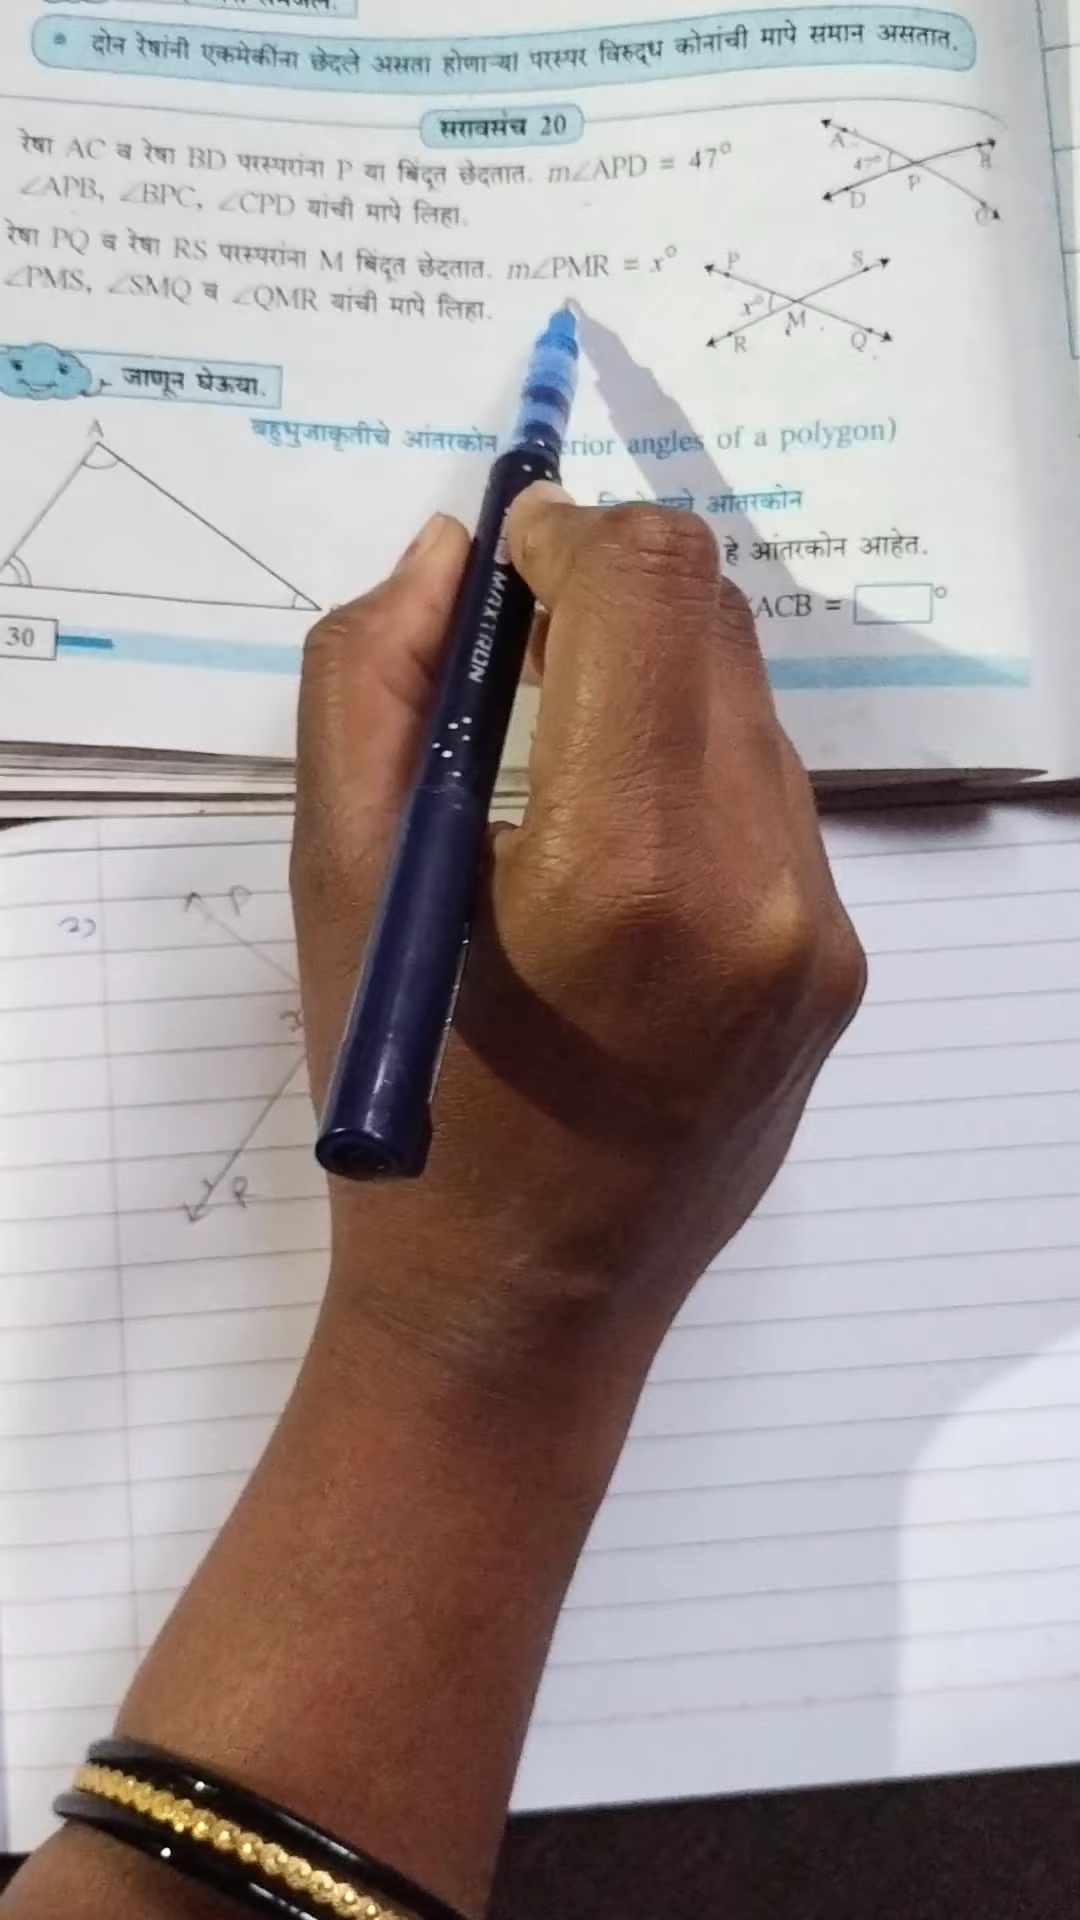 दोन रेषांनी एकमेकींना छेदले असता होणाऱ्या परस्पर विरुद्ध कोनांची मापे समान असतात.
सरावसंच 20
रेषा AC व रेषा BD परस्परांना P या बिंदूत छेदतात. m∠APD = 47°
∠APB, ∠BPC, ∠CPD यांची मापे लिहा.
A
47°
B
P
D
C
रेषा PQ व रेषा RS परस्परांना M बिंदूत छेदतात. m∠PMR = x°
∠PMS, ∠SMQ व ∠QMR यांची मापे लिहा.
P
S
x°
M
R
Q
जाणून घेऊया.
बहुभुजाकृतीचे आंतरकोन angles of a polygon)
A
आंतरकोन
हे आंतरकोन आहेत.
ACB = °
30
MAXTRON
2)
P
x
R